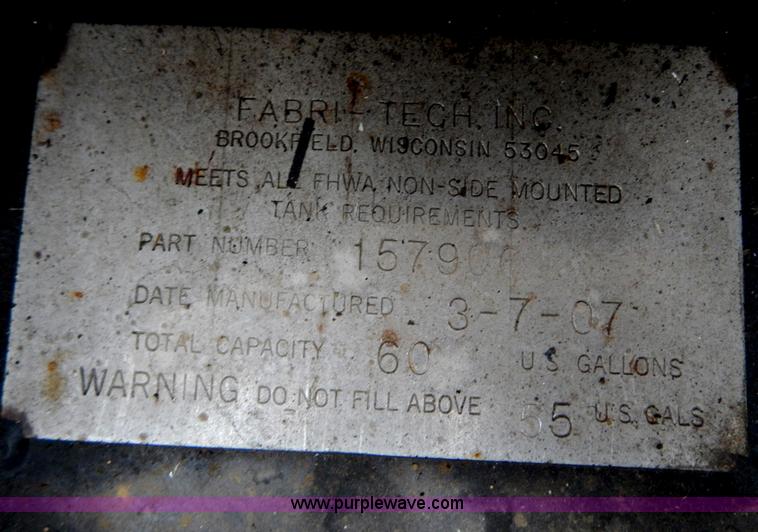 FABRI-TECH, INC.
BROOKFIELD, WISCONSIN 53045
MEETS ALL FHWA NON-SIDE MOUNTED
TANK REQUIREMENTS
PART NUMBER
DATE MANUFACTURED 3-7-07
TOTAL CAPACITY 60 U.S. GALLONS
WARNING DO NOT FILL ABOVE 55 U.S. GALS
www.purplewave.com